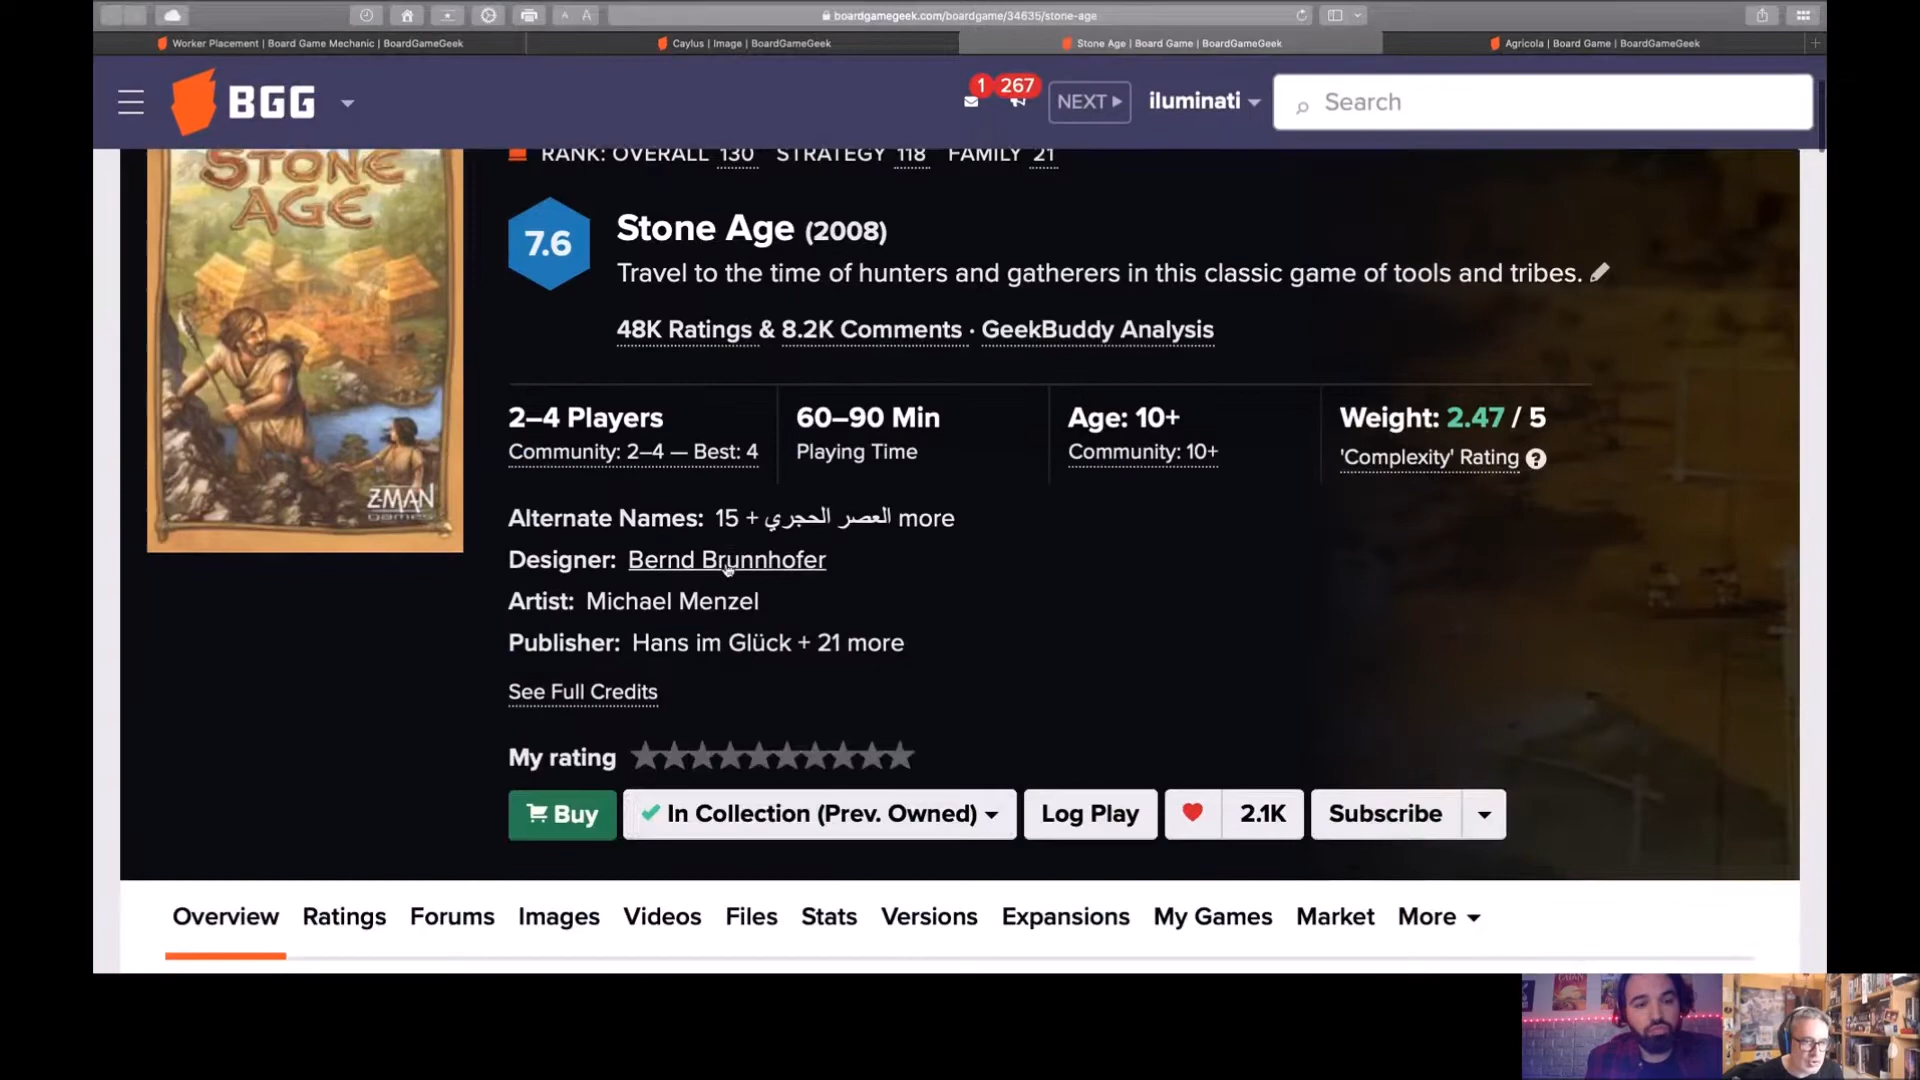 boardgamegeek.com/boardgame/34635/stone-age
Worker Placement | Board Game Mechanic | BoardGameGeek
Caylus | Image | BoardGameGeek
Stone Age | Board Game | BoardGameGeek
Agricola | Board Game | BoardGameGeek
BGG
1
267
NEXT
iluminati
Search
STONE
AGE
Z-MAN
games
RANK: OVERALL 130 STRATEGY 118 FAMILY 21
7.6
Stone Age (2008)
Travel to the time of hunters and gatherers in this classic game of tools and tribes.
48K Ratings & 8.2K Comments · GeekBuddy Analysis
2–4 Players
Community: 2–4 — Best: 4
60–90 Min
Playing Time
Age: 10+
Community: 10+
Weight: 2.47 / 5
'Complexity' Rating ?
Alternate Names: العصر الحجري + 15 more
Designer: Bernd Brunnhofer
Artist: Michael Menzel
Publisher: Hans im Glück + 21 more
See Full Credits
My rating
Buy
In Collection (Prev. Owned)
Log Play
2.1K
Subscribe
Overview Ratings Forums Images Videos Files Stats Versions Expansions My Games Market More